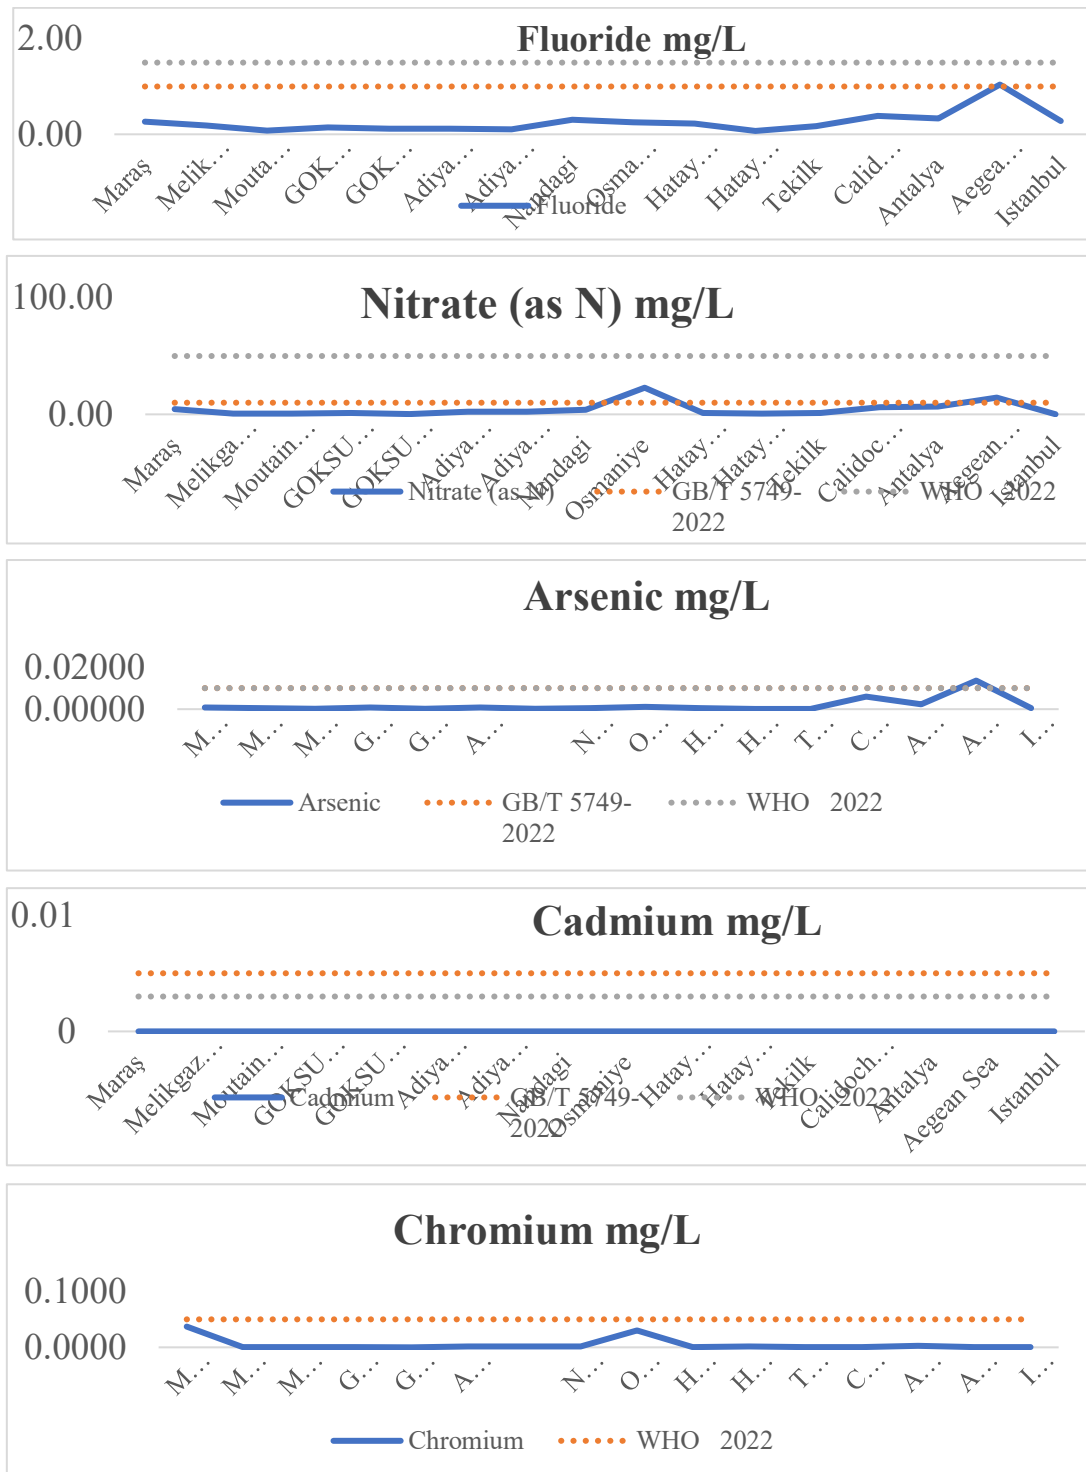 Fluoride mg/L
2.00
0.00
Maraş
Melik…
Mouta…
GOK…
GOK…
Adiya…
Adiya…
Nandagi
Osma…
Hatay…
Hatay…
Tekilk
Calid…
Antalya
Aegea…
Istanbul
Fluoride
Nitrate (as N) mg/L
100.00
0.00
Maraş
Melikga…
Moutain…
GOKSU…
GOKSU…
Adiya…
Adiya…
Nandagi
Osmaniye
Hatay…
Hatay…
Tekilk
Calidoc…
Antalya
Aegean…
Istanbul
Nitrate (as N)
GB/T 5749-
2022
WHO 2022
Arsenic mg/L
0.02000
0.00000
M…
M…
M…
G…
G…
A…
N…
O…
H…
H…
T…
C…
A…
A…
I…
Arsenic
GB/T 5749-
2022
WHO 2022
Cadmium mg/L
0.01
0
Maraş
Melikgaz…
Moutain…
GOKSU…
GOKSU…
Adiya…
Adiya…
Nandagi
Osmaniye
Hatay…
Hatay…
Tekilk
Calidoch…
Antalya
Aegean Sea
Istanbul
Cadmium
GB/T 5749-
2022
WHO 2022
Chromium mg/L
0.1000
0.0000
M…
M…
M…
G…
G…
A…
N…
O…
H…
H…
T…
C…
A…
A…
I…
Chromium
WHO 2022